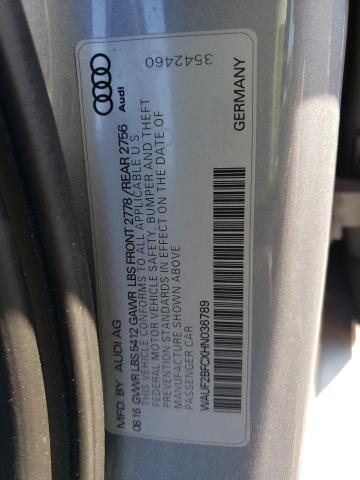 MFD. BY AUDI AG
08 16 GVWR LBS 5412 GAWR LBS FRONT 2778 / REAR 2756
THIS VEHICLE CONFORMS TO ALL APPLICABLE U S
FEDERAL MOTOR VEHICLE SAFETY, BUMPER AND THEFT
PREVENTION STANDARDS IN EFFECT ON THE DATE OF
MANUFACTURE SHOWN ABOVE
PASSENGER CAR
WAUF2BFCXHN036789
GERMANY
Audi
3542460